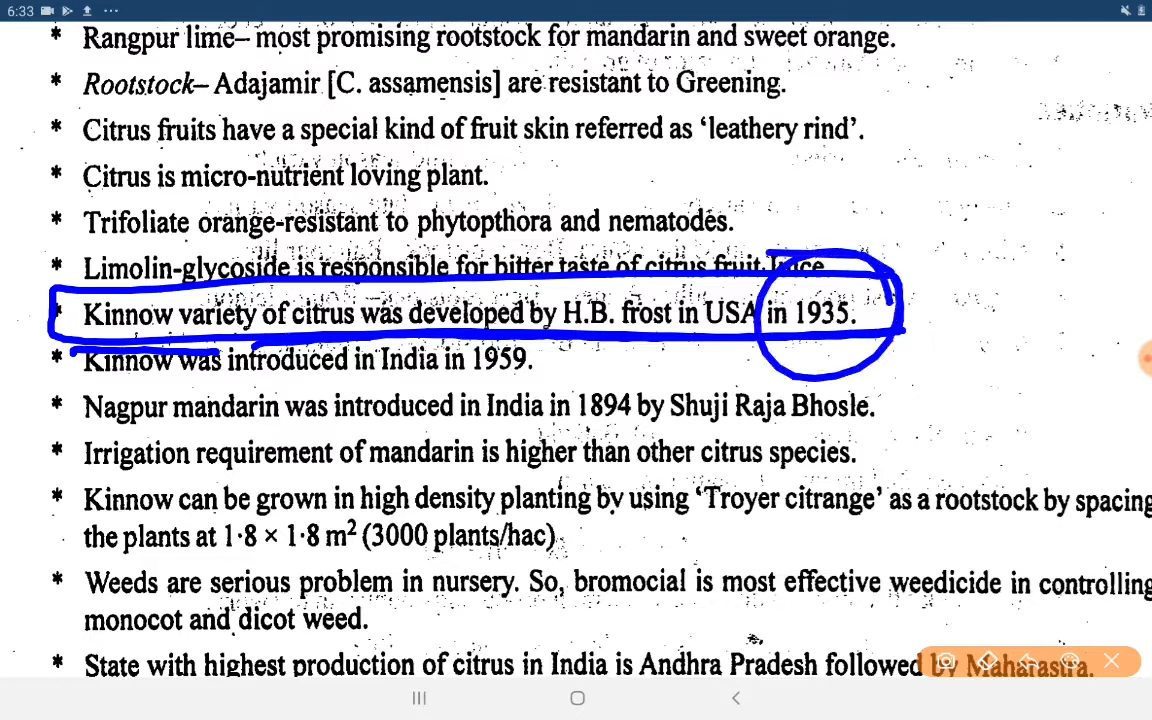 6:33
* Rangpur lime– most promising rootstock for mandarin and sweet orange.
* Rootstock– Adajamir [C. assamensis] are resistant to Greening.
* Citrus fruits have a special kind of fruit skin referred as ‘leathery rind’.
* Citrus is micro-nutrient loving plant.
* Trifoliate orange-resistant to phytopthora and nematodes.
* Limolin-glycoside is responsible for bitter taste of citrus fruit Juice
* Kinnow variety of citrus was developed by H.B. frost in USA in 1935.
* Kinnow was introduced in India in 1959.
* Nagpur mandarin was introduced in India in 1894 by Shuji Raja Bhosle.
* Irrigation requirement of mandarin is higher than other citrus species.
* Kinnow can be grown in high density planting by using ‘Troyer citrange’ as a rootstock by spacing
the plants at 1·8 × 1·8 m² (3000 plants/hac)
* Weeds are serious problem in nursery. So, bromocial is most effective weedicide in controlling
monocot and dicot weed.
* State with highest production of citrus in India is Andhra Pradesh followed by Maharastra.